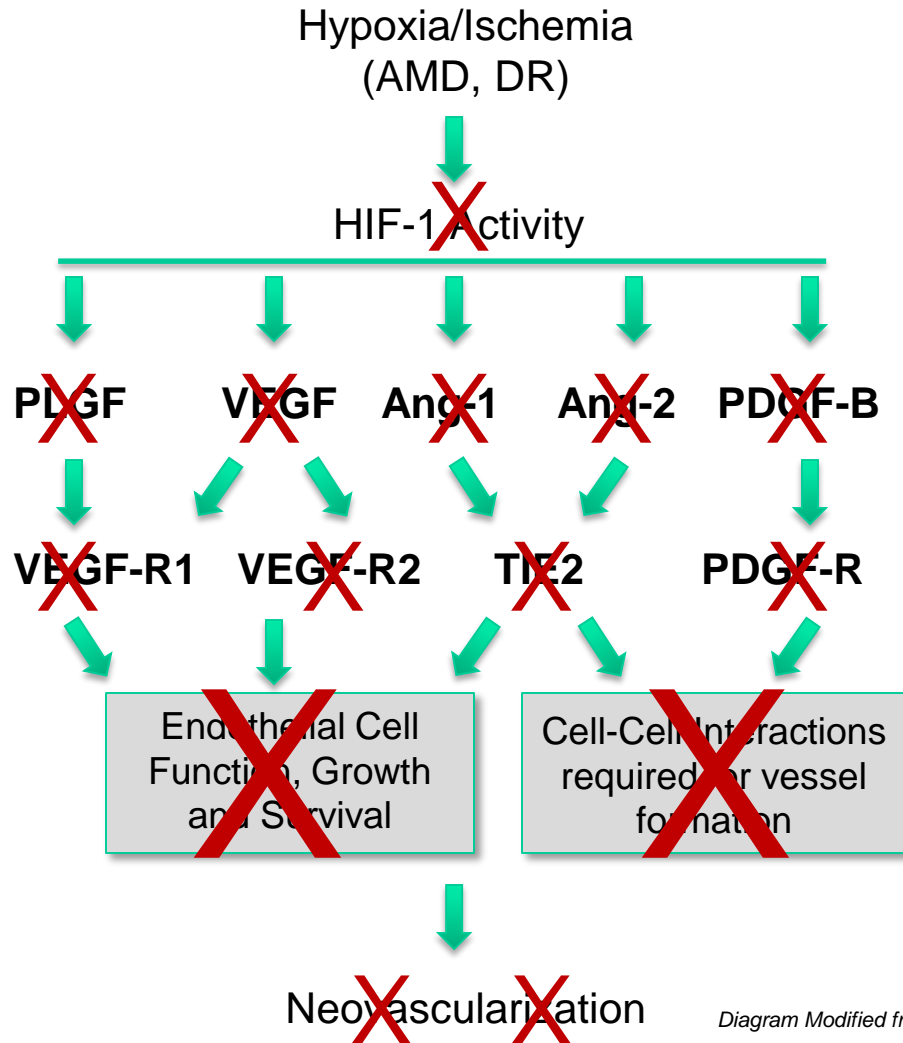 Hypoxia/Ischemia
(AMD, DR)
HIF-1 Activity
PLGF VEGF Ang-1 Ang-2 PDGF-B
VEGF-R1 VEGF-R2 TIE2 PDGF-R
Endothelial Cell
Function, Growth
and Survival
Cell-Cell Interactions
required for vessel
formation
Neovascularization
Diagram Modified fr